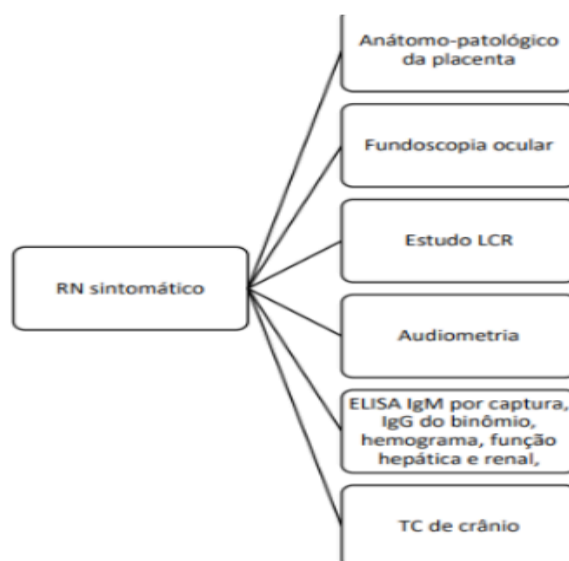 Anátomo-patológico
da placenta
Fundoscopia ocular
Estudo LCR
RN sintomático
Audiometria
ELISA IgM por captura,
IgG do binômio,
hemograma, função
hepática e renal,
TC de crânio